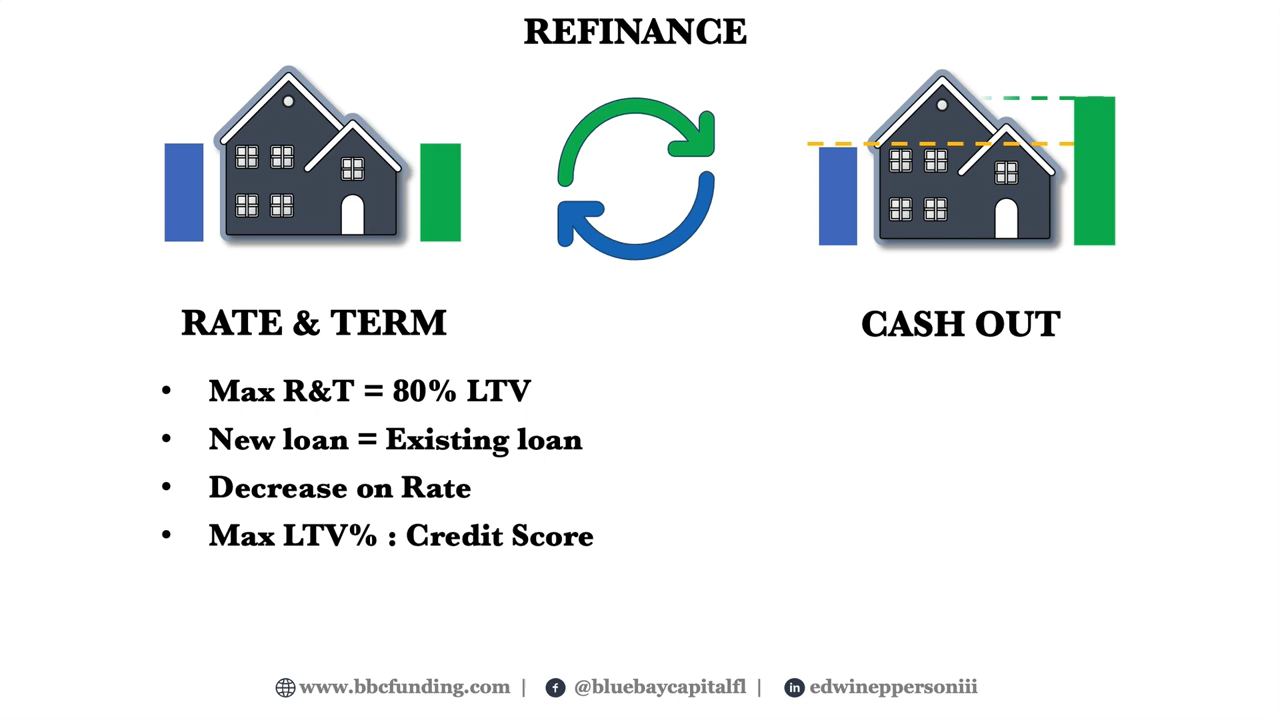 REFINANCE
RATE & TERM
CASH OUT
• Max R&T = 80% LTV
• New loan = Existing loan
• Decrease on Rate
• Max LTV% : Credit Score
www.bbcfunding.com | @bluebaycapitalfl | edwineppersoniii